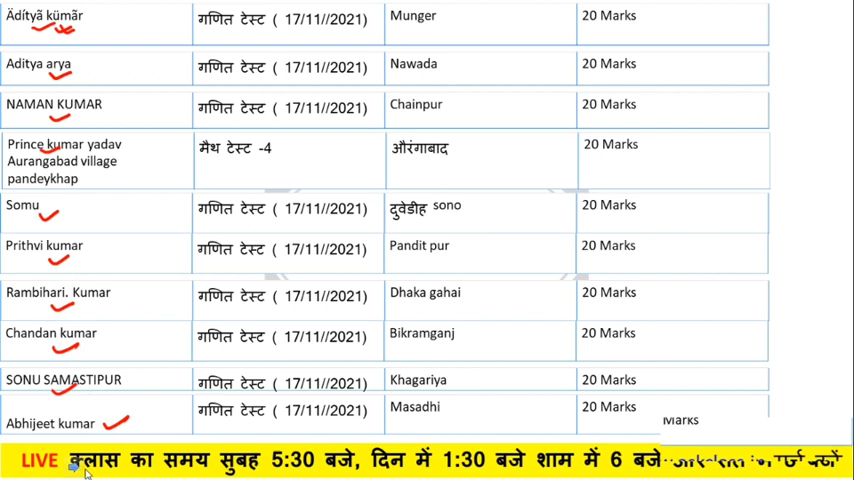 Ädítyã kümãr गणित टेस्ट ( 17/11//2021) Munger 20 Marks
Aditya arya गणित टेस्ट ( 17/11//2021) Nawada 20 Marks
NAMAN KUMAR गणित टेस्ट ( 17/11//2021) Chainpur 20 Marks
Prince kumar yadav मैथ टेस्ट -4 औरंगाबाद 20 Marks
Aurangabad village
pandeykhap
Somu गणित टेस्ट ( 17/11//2021) दुवेडीह sono 20 Marks
Prithvi kumar गणित टेस्ट ( 17/11//2021) Pandit pur 20 Marks
Rambihari. Kumar गणित टेस्ट ( 17/11//2021) Dhaka gahai 20 Marks
Chandan kumar गणित टेस्ट ( 17/11//2021) Bikramganj 20 Marks
SONU SAMASTIPUR गणित टेस्ट ( 17/11//2021) Khagariya 20 Marks
Abhijeet kumar गणित टेस्ट ( 17/11//2021) Masadhi 20 Marks
Marks
LIVE क्लास का समय सुबह 5:30 बजे, दिन में 1:30 बजे शाम में 6 बजे